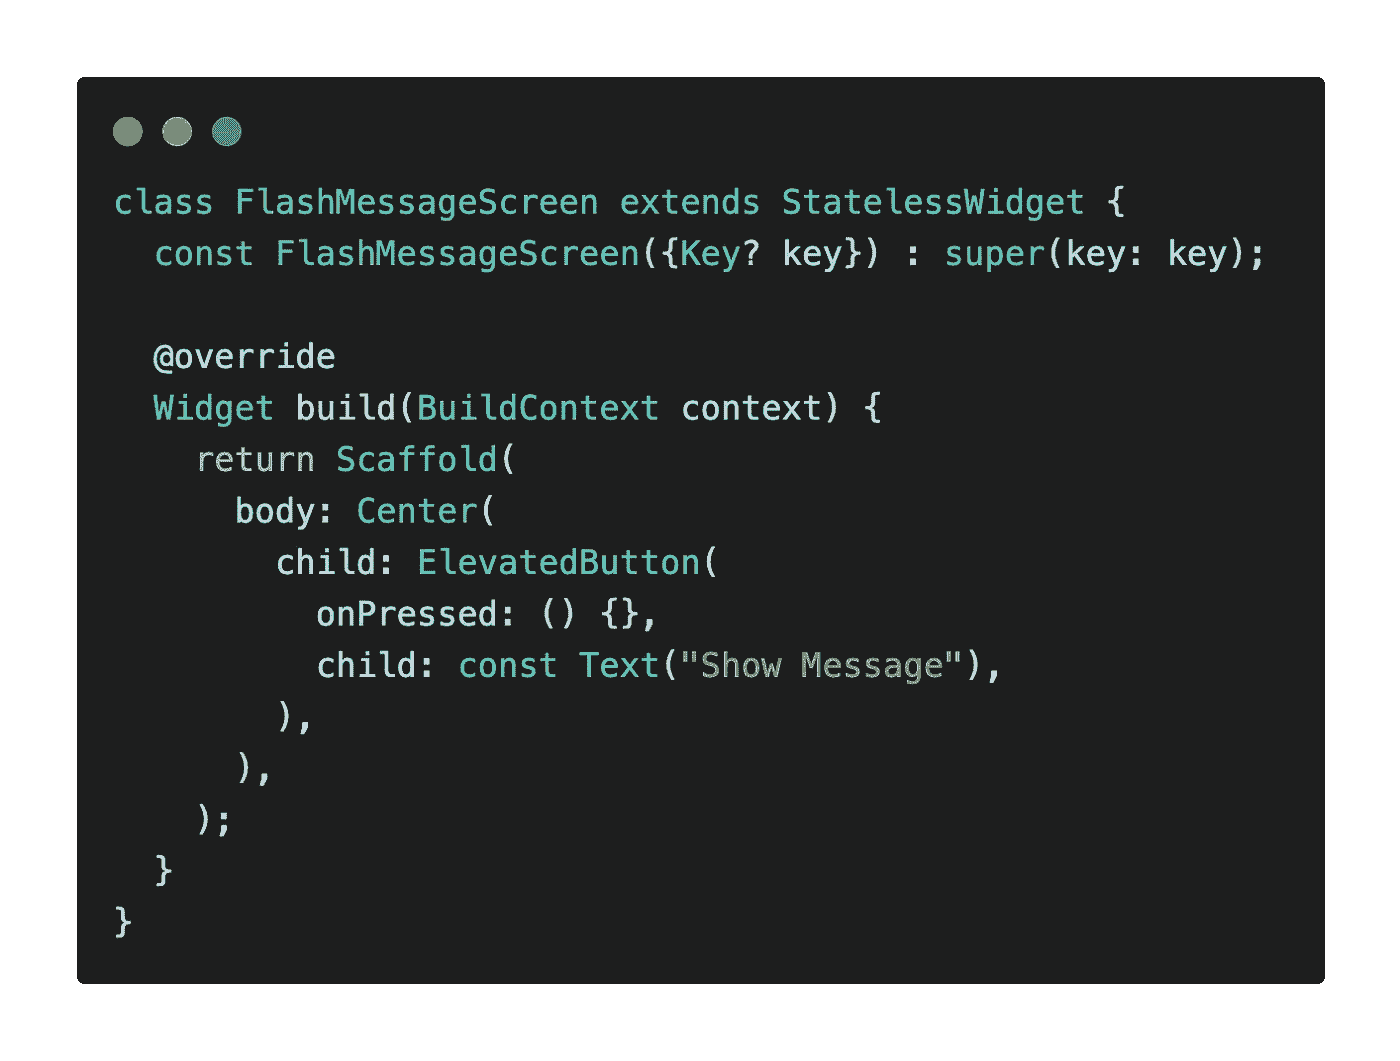 class FlashMessageScreen extends StatelessWidget {
  const FlashMessageScreen({Key? key}) : super(key: key);

  @override
  Widget build(BuildContext context) {
    return Scaffold(
      body: Center(
        child: ElevatedButton(
          onPressed: () {},
          child: const Text("Show Message"),
        ),
      ),
    );
  }
}